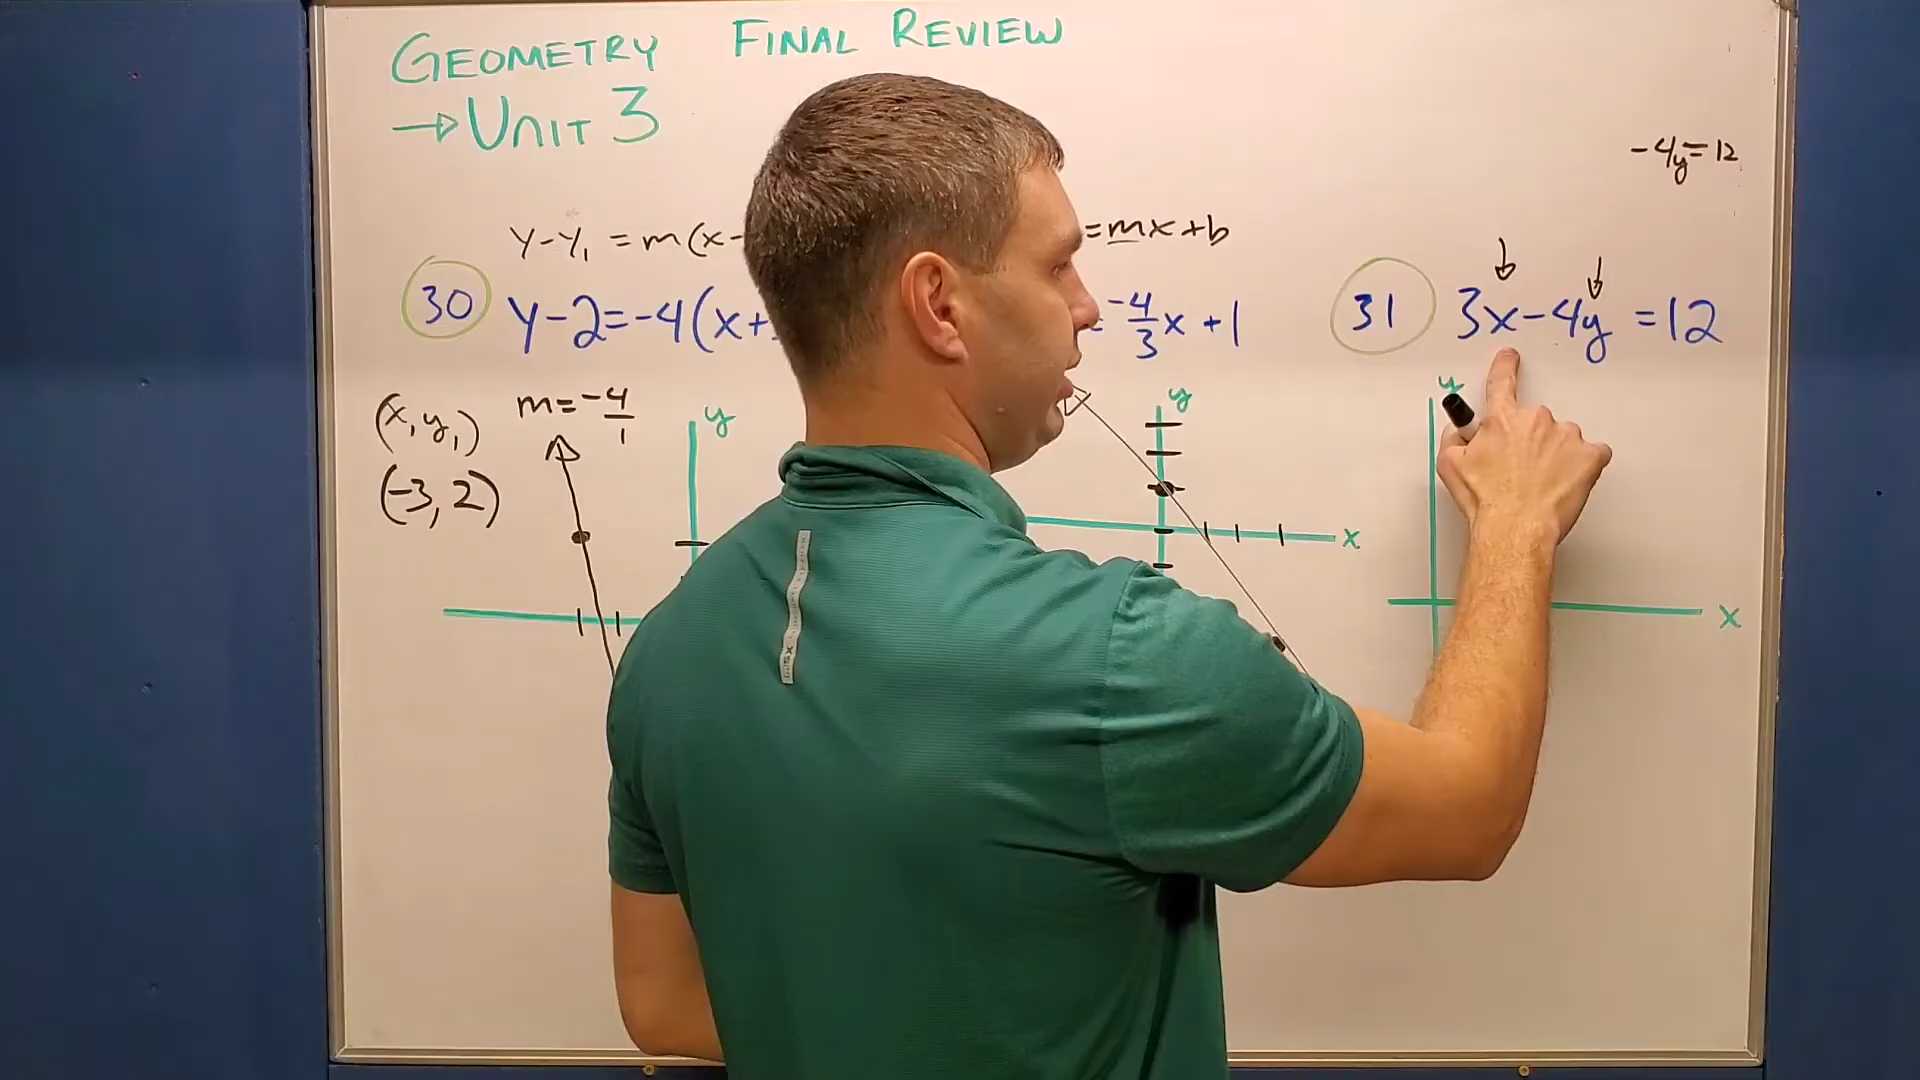 GEOMETRY FINAL REVIEW
→ UNIT 3
-4y=12
y-y₁ = m(x-
=mx+b
30 y-2=-4(x+
=-4/3x+1
31 3x-4y=12
(x,y₁)
m=-4/1
y
y
y
(-3,2)
x
x